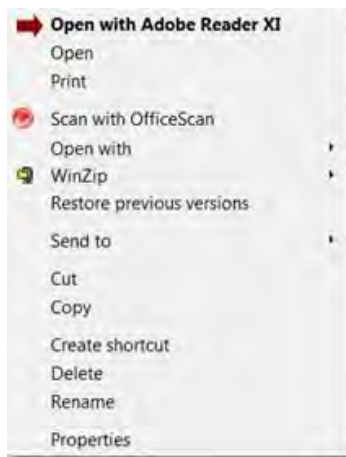 Open with Adobe Reader XI
Open
Print
Scan with OfficeScan
Open with
WinZip
Restore previous versions
Send to
Cut
Copy
Create shortcut
Delete
Rename
Properties